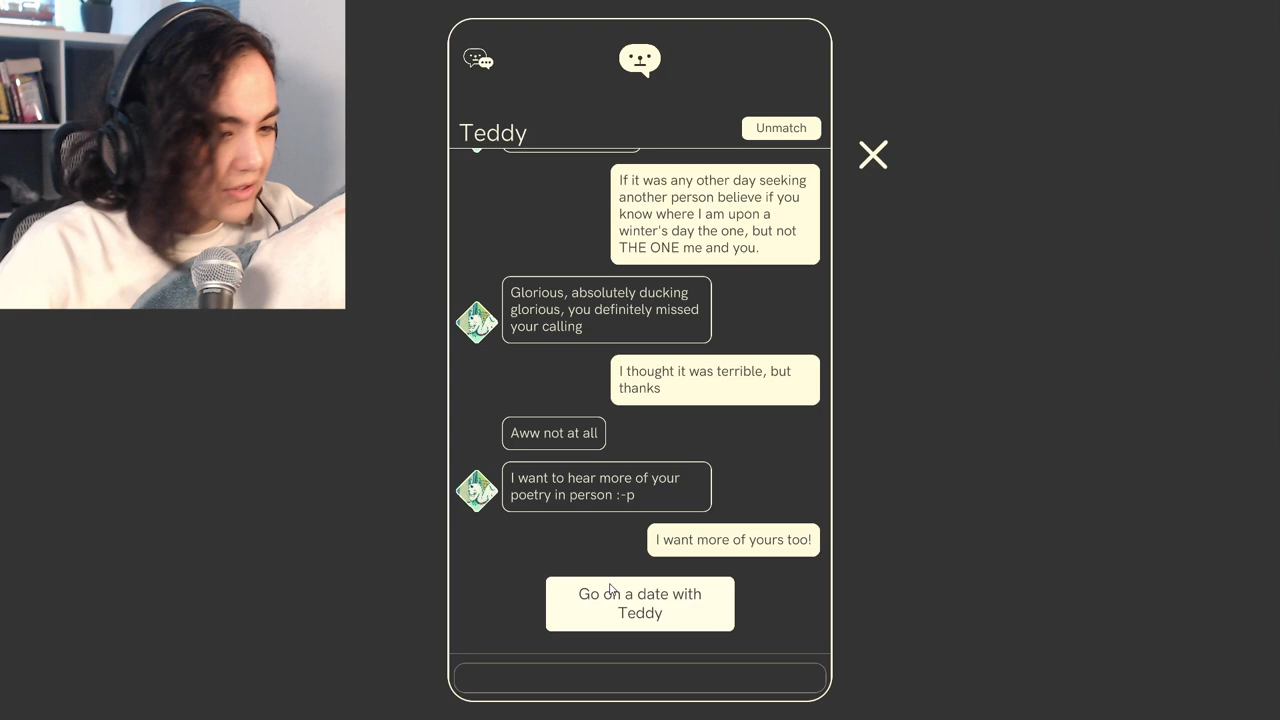 Teddy
Unmatch
If it was any other day seeking
another person believe if you
know where I am upon a
winter's day the one, but not
THE ONE me and you.
Glorious, absolutely ducking
glorious, you definitely missed
your calling
I thought it was terrible, but
thanks
Aww not at all
I want to hear more of your
poetry in person :-p
I want more of yours too!
Go on a date with
Teddy